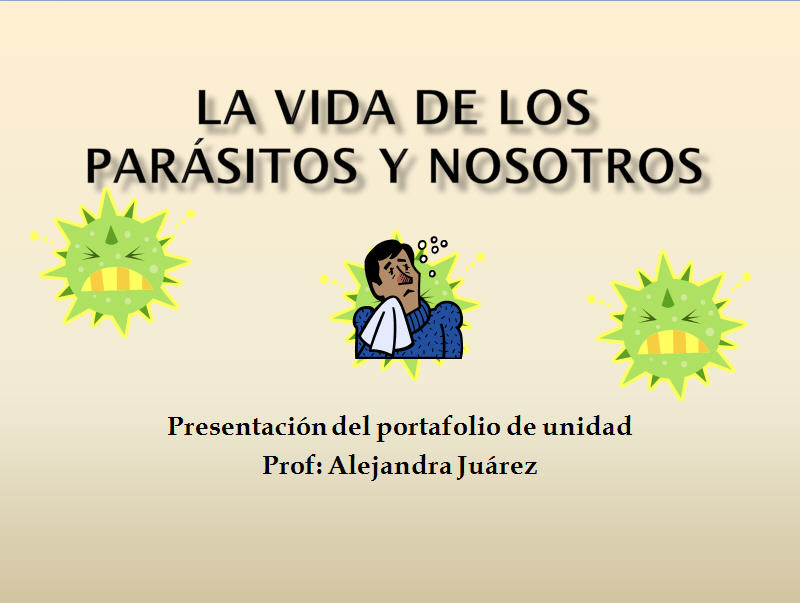 LA VIDA DE LOS
PARÁSITOS Y NOSOTROS
Presentación del portafolio de unidad
Prof: Alejandra Juárez